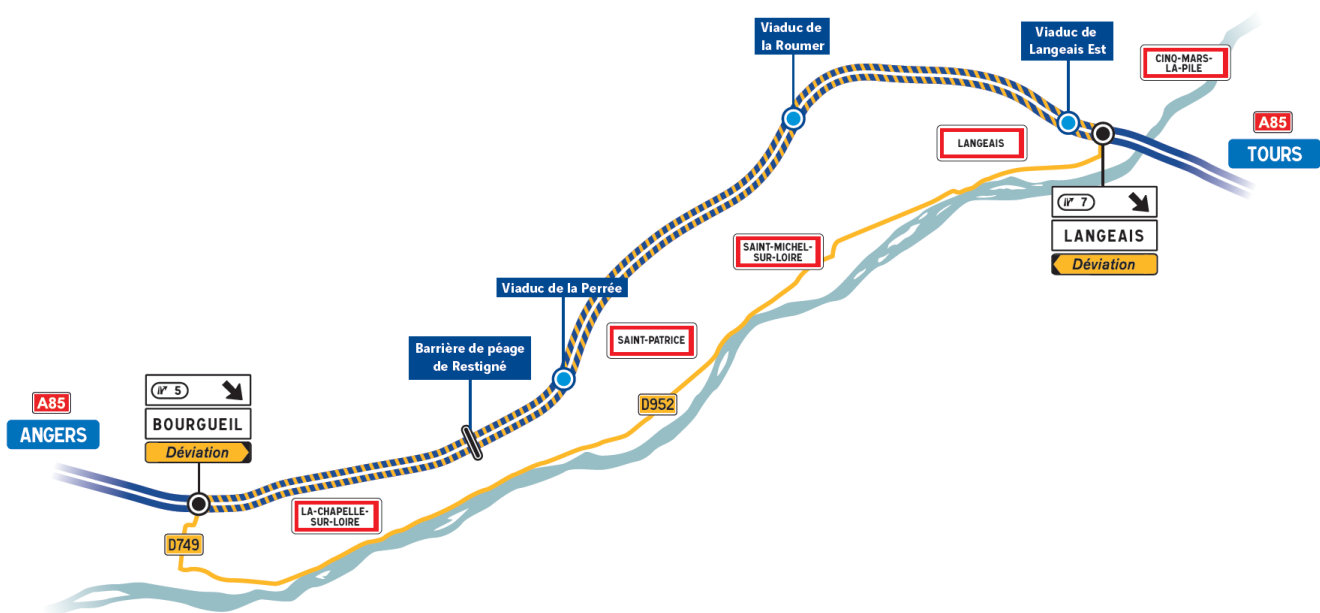 Viaduc de
la Roumer
Viaduc de
Langeais Est
CINQ-MARS-
LA-PILE
A85
TOURS
LANGEAIS
7
LANGEAIS
Déviation
SAINT-MICHEL-
SUR-LOIRE
Viaduc de la Perrée
SAINT-PATRICE
Barrière de péage
de Restigné
D952
A85
ANGERS
5
BOURGUEIL
Déviation
LA-CHAPELLE-
SUR-LOIRE
D749